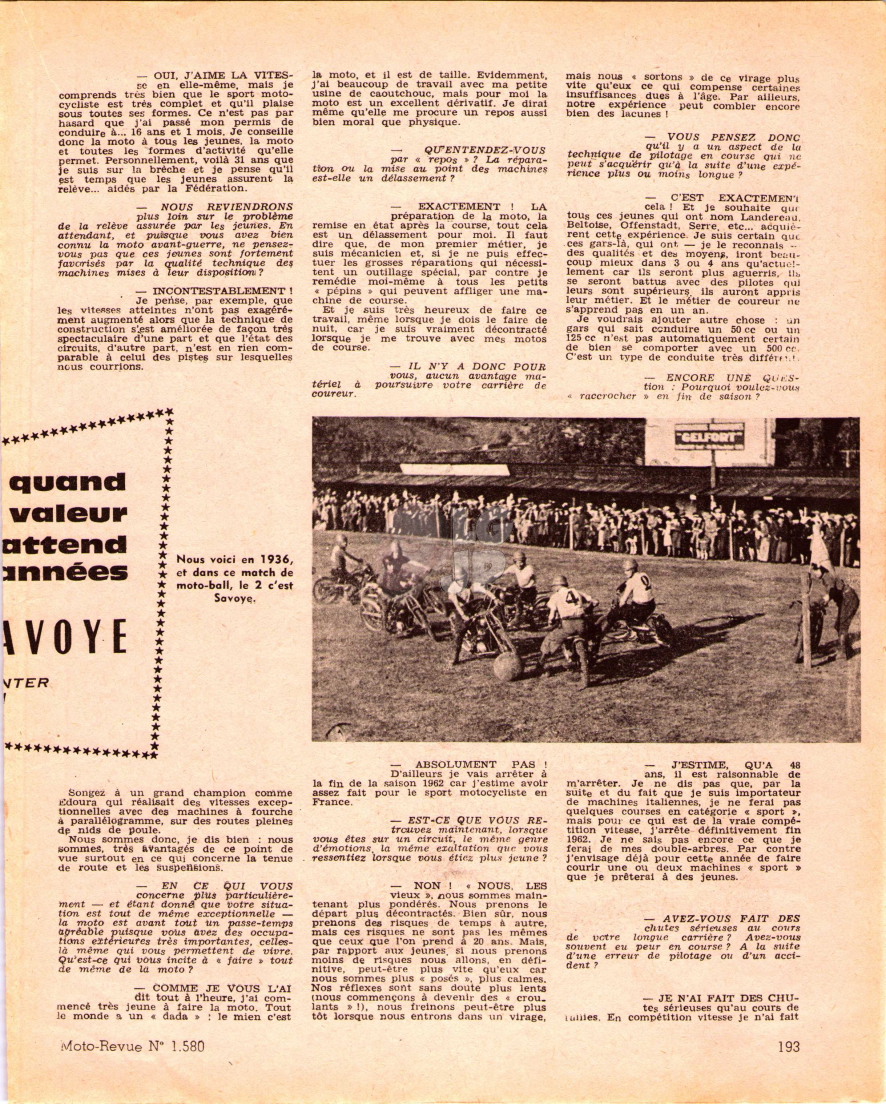 — OUI, J'AIME LA VITES-
se en elle-même, mais je
comprends très bien que le sport moto-
cycliste est très complet et qu'il plaise
sous toutes ses formes. Ce n'est pas par
hasard que j'ai passé mon permis de
conduire à... 16 ans et 1 mois. Je conseille
donc la moto à tous les jeunes, la moto
et toutes les formes d'activité qu'elle
permet. Personnellement, voilà 31 ans que
je suis sur la brèche et je pense qu'il
est temps que les jeunes assurent la
relève... aidés par la Fédération.
— NOUS REVIENDRONS
plus loin sur le problème
de la relève assurée par les jeunes. En
attendant, et puisque vous avez bien
connu la moto avant-guerre, ne pensez-
vous pas que ces jeunes sont fortement
favorisés par la qualité technique des
machines mises à leur disposition ?
— INCONTESTABLEMENT !
Je pense, par exemple, que
les vitesses atteintes n'ont pas exagéré-
ment augmenté alors que la technique de
construction s'est améliorée de façon très
spectaculaire d'une part et que l'état des
circuits, d'autre part, n'est en rien com-
parable à celui des pistes sur lesquelles
nous courrions.
quand
valeur
attend
années
AVOYE
NTER
Songez à un grand champion comme
Edoura qui réalisait des vitesses excep-
tionnelles avec des machines à fourche
à parallélogramme, sur des routes pleines
de nids de poule.
Nous sommes donc, je dis bien : nous
sommes, très avantagés de ce point de
vue surtout en ce qui concerne la tenue
de route et les suspensions.
— EN CE QUI VOUS
concerne plus particulière-
ment — et étant donné que votre situa-
tion est tout de même exceptionnelle —
la moto est avant tout un passe-temps
agréable puisque vous avez des occupa-
tions extérieures très importantes, celles-
là même qui vous permettent de vivre.
Qu'est-ce qui vous incite à « faire » tout
de même de la moto ?
— COMME JE VOUS L'AI
dit tout à l'heure, j'ai com-
mencé très jeune à faire la moto. Tout
le monde a un « dada » : le mien c'est
la moto, et il est de taille. Evidemment,
j'ai beaucoup de travail avec ma petite
usine de caoutchouc, mais pour moi la
moto est un excellent dérivatif. Je dirai
même qu'elle me procure un repos aussi
bien moral que physique.
— QU'ENTENDEZ-VOUS
par « repos » ? La répara-
tion ou la mise au point des machines
est-elle un délassement ?
— EXACTEMENT ! LA
préparation de la moto, la
remise en état après la course, tout cela
est un délassement pour moi. Il faut
dire que, de mon premier métier, je
suis mécanicien et, si je ne puis effec-
tuer les grosses réparations qui nécessi-
tent un outillage spécial, par contre je
remédie moi-même à tous les petits
« pépins » qui peuvent affliger une ma-
chine de course.
Et je suis très heureux de faire ce
travail, même lorsque je dois le faire de
nuit, car je suis vraiment décontracté
lorsque je me trouve avec mes motos
de course.
— IL N'Y A DONC POUR
vous, aucun avantage ma-
tériel à poursuivre votre carrière de
coureur.
mais nous « sortons » de ce virage plus
vite qu'eux ce qui compense certaines
insuffisances dues à l'âge. Par ailleurs,
notre expérience peut combler encore
bien des lacunes !
— VOUS PENSEZ DONC
qu'il y a un aspect de la
technique de pilotage en course qui ne
peut s'acquérir qu'à la suite d'une expé-
rience plus ou moins longue ?
— C'EST EXACTEMENT
cela ! Et je souhaite que
tous ces jeunes qui ont nom Landereau,
Beltoise, Offenstadt, Serre, etc... acquiè-
rent cette expérience. Je suis certain que
ces gars-là, qui ont — je le reconnais —
des qualités et des moyens, iront beau-
coup mieux dans 3 ou 4 ans qu'actuel-
lement car ils seront plus aguerris, ils
se seront battus avec des pilotes qui
leurs sont supérieurs, ils auront appris
leur métier. Et le métier de coureur ne
s'apprend pas en un an.
Je voudrais ajouter autre chose : un
gars qui sait conduire un 50 cc ou un
125 cc n'est pas automatiquement certain
de bien se comporter avec un 500 cc.
C'est un type de conduite très différent.
— ENCORE UNE QUES-
tion : Pourquoi voulez-vous
« raccrocher » en fin de saison ?
"GELFORT"
4
2
Nous voici en 1936,
et dans ce match de
moto-ball, le 2 c'est
Savoye.
— ABSOLUMENT PAS !
D'ailleurs je vais arrêter à
la fin de la saison 1962 car j'estime avoir
assez fait pour le sport motocycliste en
France.
— EST-CE QUE VOUS RE-
trouvez maintenant, lorsque
vous êtes sur un circuit, le même genre
d'émotions, la même exaltation que vous
ressentiez lorsque vous étiez plus jeune ?
— NON ! « NOUS, LES
vieux », nous sommes main-
tenant plus pondérés. Nous prenons le
départ plus décontractés. Bien sûr, nous
prenons des risques de temps à autre,
mais ces risques ne sont pas les mêmes
que ceux que l'on prend à 20 ans. Mais,
par rapport aux jeunes, si nous prenons
moins de risques nous allons, en défi-
nitive, peut-être plus vite qu'eux car
nous sommes plus « posés », plus calmes.
Nos réflexes sont sans doute plus lents
(nous commençons à devenir des « crou-
lants » !), nous freinons peut-être plus
tôt lorsque nous entrons dans un virage,
— J'ESTIME, QU'A 48
ans, il est raisonnable de
m'arrêter. Je ne dis pas que, par la
suite et du fait que je suis importateur
de machines italiennes, je ne ferai pas
quelques courses en catégorie « sport »,
mais pour ce qui est de la vraie compé-
tition vitesse, j'arrête définitivement fin
1962. Je ne sais pas encore ce que je
ferai de mes double-arbres. Par contre
j'envisage déjà pour cette année de faire
courir une ou deux machines « sport »
que je prêterai à des jeunes.
— AVEZ-VOUS FAIT DES
chutes sérieuses au cours
de votre longue carrière ? Avez-vous
souvent eu peur en course ? A la suite
d'une erreur de pilotage ou d'un acci-
dent ?
— JE N'AI FAIT DES CHU-
tes sérieuses qu'au cours de
tallies. En compétition vitesse je n'ai fait
Moto-Revue N° 1.580
193